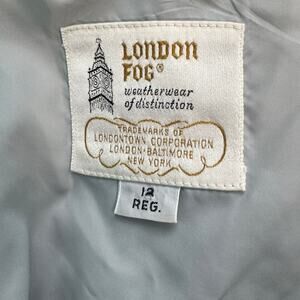 LONDON
FOG®
weatherwear
of distinction
TRADEMARKS OF
LONDONTOWN CORPORATION
LONDON·BALTIMORE
NEW YORK
12
REG.